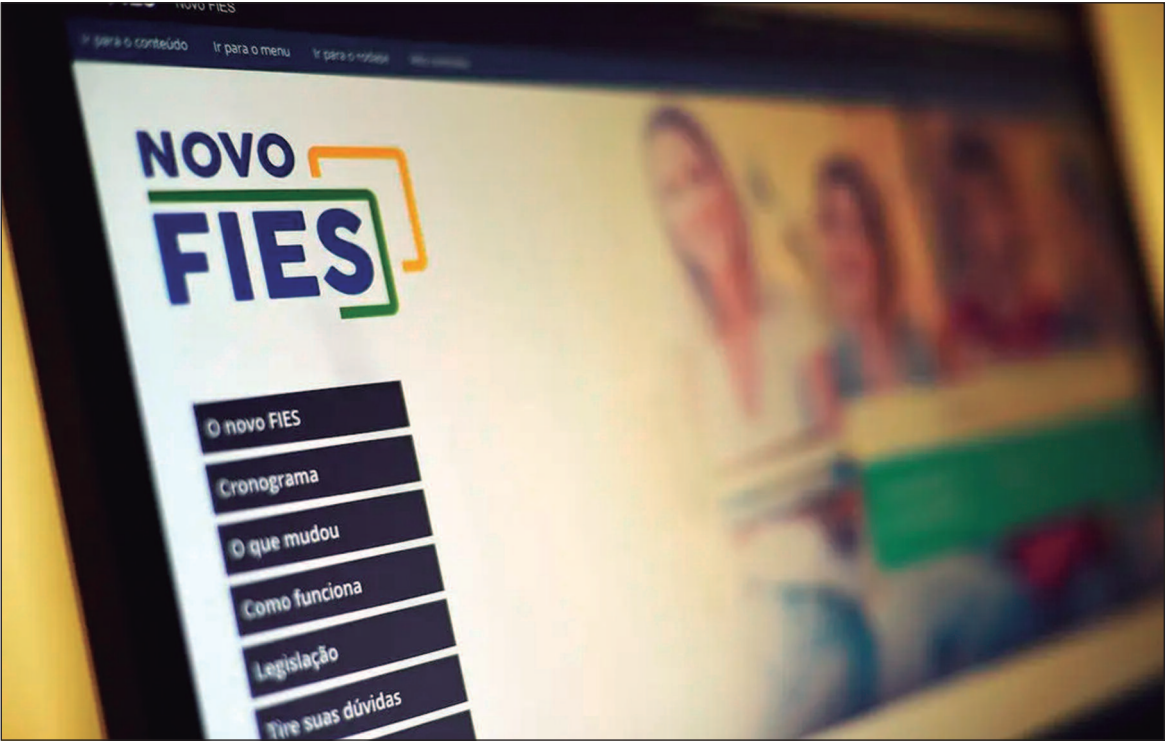 NOVO FIES
Ir para o conteúdo Ir para o menu Ir para o rodapé
NOVO
FIES
O novo FIES
Cronograma
O que mudou
Como funciona
Legislação
Tire suas dúvidas